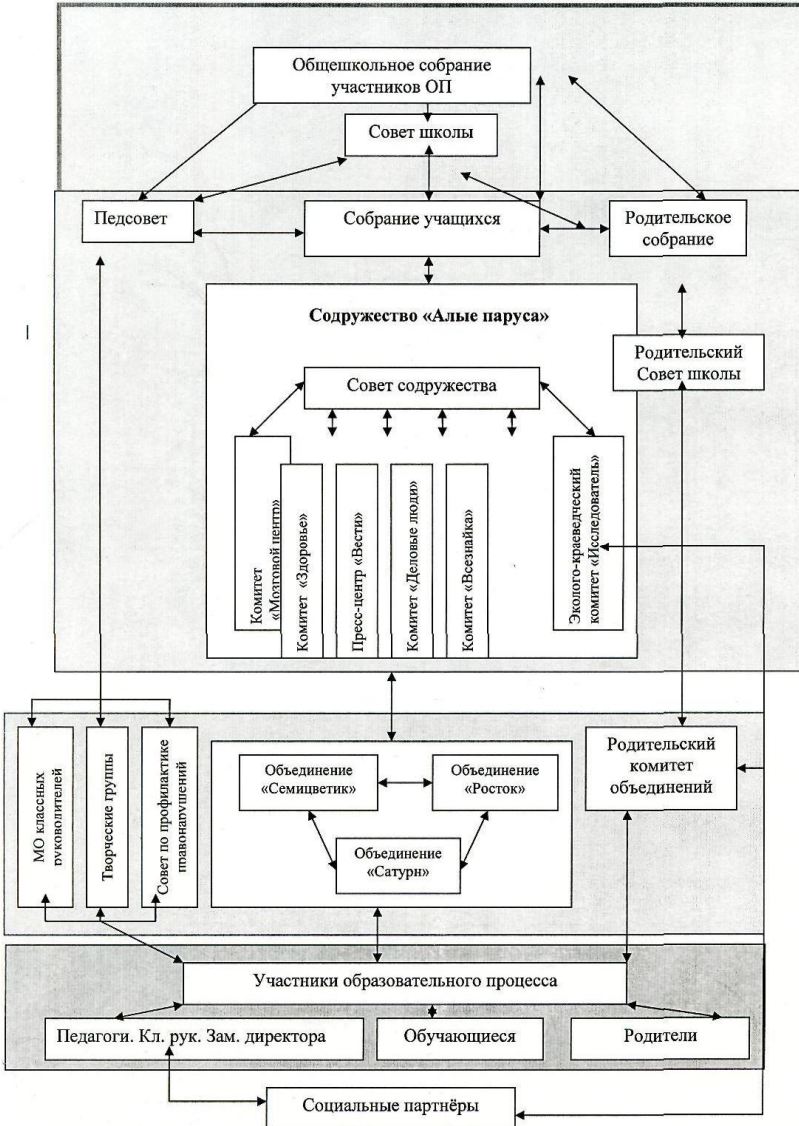 Общешкольное собрание
участников ОП
Совет школы
Педсовет
Собрание учащихся
Родительское
собрание
Содружество «Алые паруса»
Родительский
Совет школы
Совет содружества
Комитет
«Мозговой центр»
Комитет «Здоровье»
Пресс-центр «Вести»
Комитет «Деловые люди»
Комитет «Всезнайка»
Эколого-краеведческий
комитет «Исследователь»
МО классных
руководителей
Творческие группы
Совет по профилактике
правонарушений
Объединение
«Семицветик»
Объединение
«Росток»
Объединение
«Сатурн»
Родительский
комитет
объединений
Участники образовательного процесса
Педагоги. Кл. рук. Зам. директора
Обучающиеся
Родители
Социальные партнёры